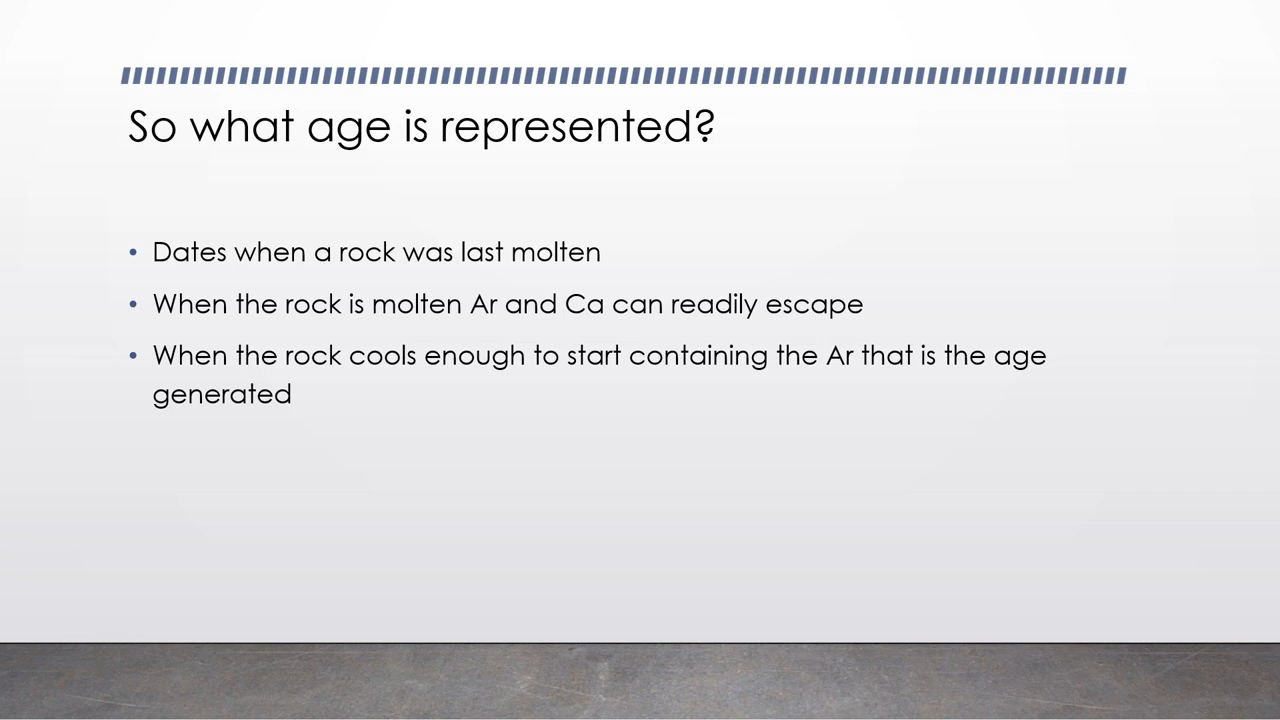 So what age is represented?
• Dates when a rock was last molten
• When the rock is molten Ar and Ca can readily escape
• When the rock cools enough to start containing the Ar that is the age
generated